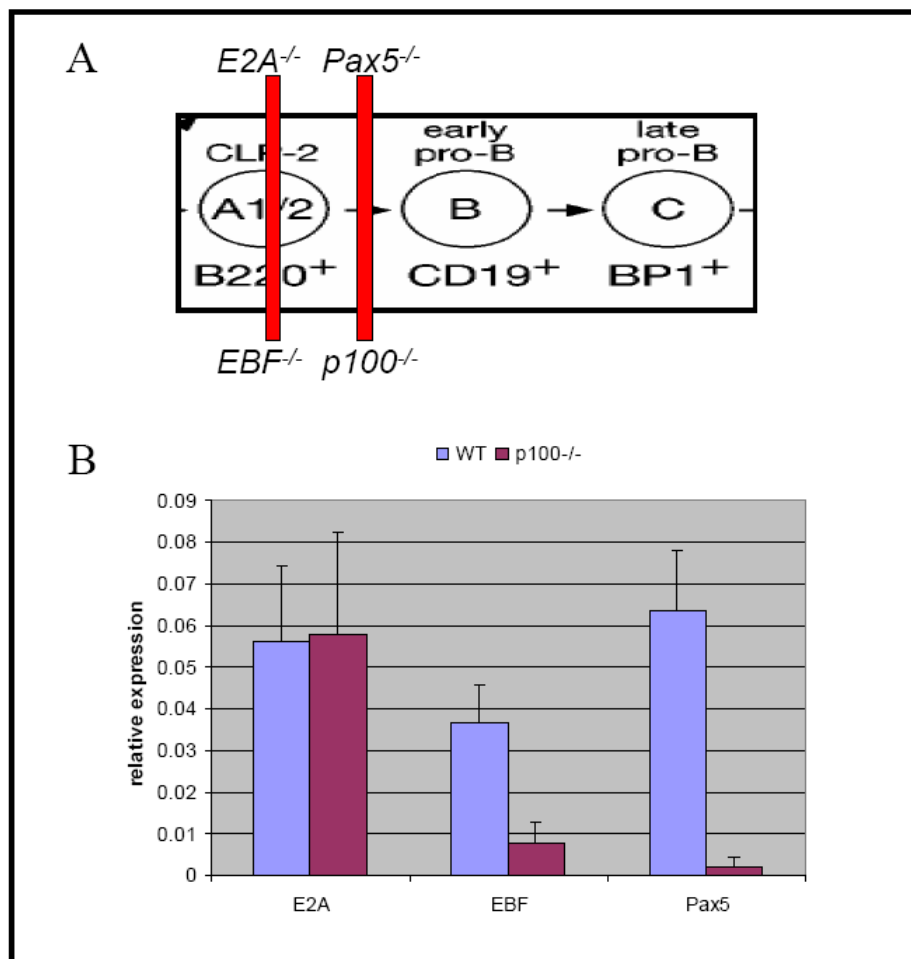 A
E2A-/- Pax5-/-
early late
CLP-2 pro-B pro-B
A1/2 B C
B220+ CD19+ BP1+
EBF-/- p100-/-
B
WT p100-/-
0.09
0.08
0.07
0.06
0.05
0.04
0.03
0.02
0.01
0
relative expression
E2A EBF Pax5